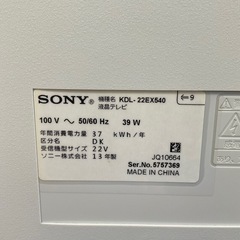 SONY® 機種名 KDL-22EX540
液晶テレビ
⇐9
100 V ～ 50/60 Hz 39 W
年間消費電力量 37 kWh/年
区分名 DK
受信機型サイズ 22V
ソニー株式会社 13年製
JQ10664
Ser.No.5757369
MADE IN CHINA